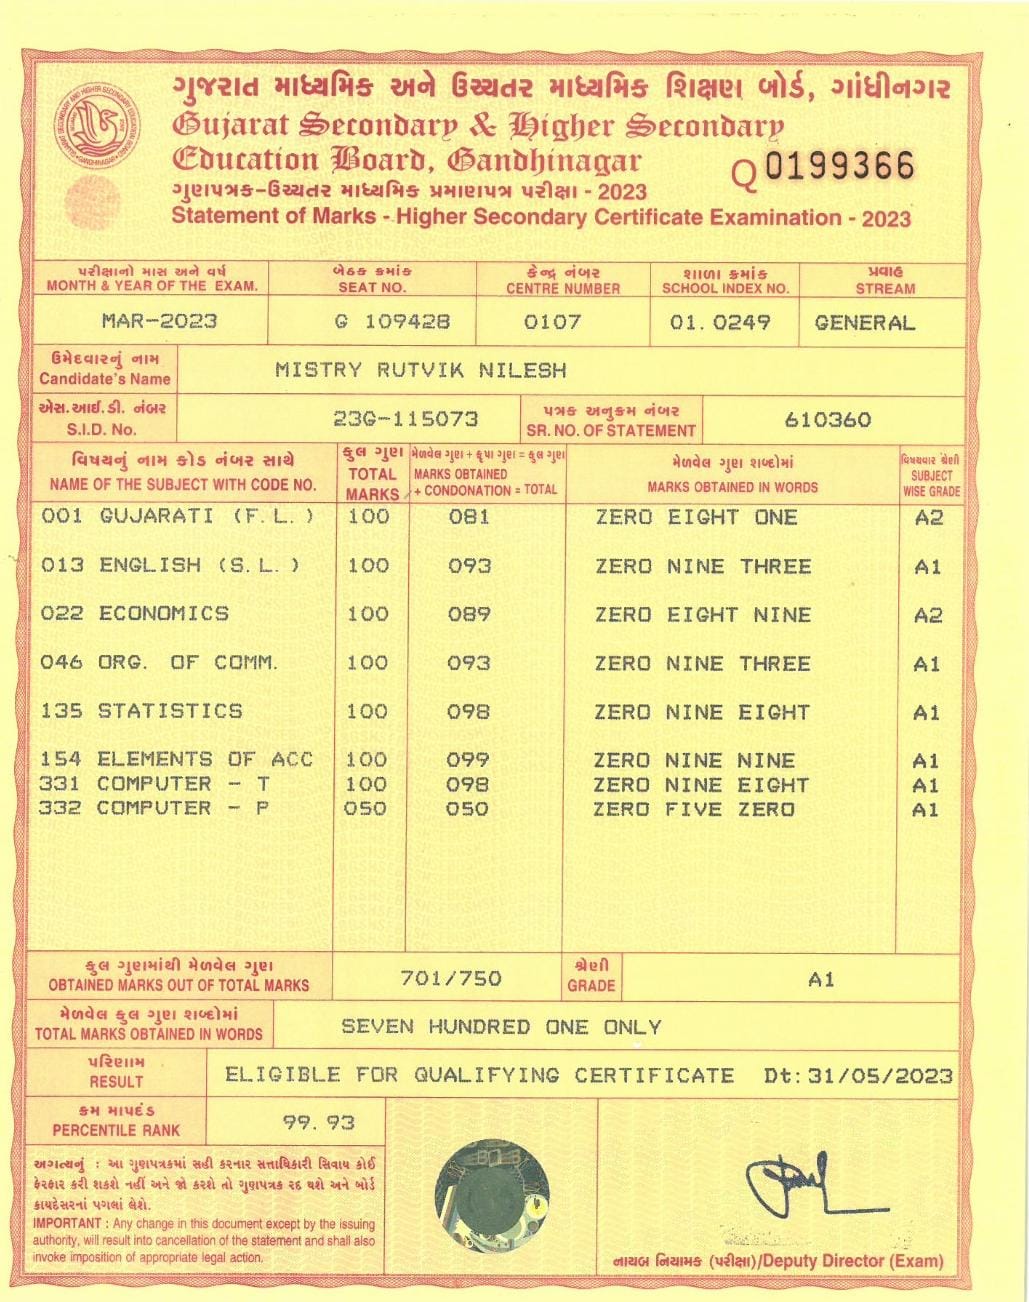 ગુજરાત માધ્યમિક અને ઉચ્ચતર માધ્યમિક શિક્ષણ બોર્ડ, ગાંધીનગર
Gujarat Secondary & Higher Secondary
Education Board, Gandhinagar
Q 0199366
ગુણપત્રક-ઉચ્ચતર માધ્યમિક પ્રમાણપત્ર પરીક્ષા - 2023
Statement of Marks - Higher Secondary Certificate Examination - 2023
પરીક્ષાનો માસ અને વર્ષ બેઠક ક્રમાંક કેન્દ્ર નંબર શાળા ક્રમાંક પ્રવાહ
MONTH & YEAR OF THE EXAM. SEAT NO. CENTRE NUMBER SCHOOL INDEX NO. STREAM
MAR-2023 G 109428 0107 01.0249 GENERAL
ઉમેદવારનું નામ
Candidate's Name MISTRY RUTVIK NILESH
એસ.આઈ.ડી. નંબર પત્રક અનુક્રમ નંબર
S.I.D. No. 23G-115073 SR. NO. OF STATEMENT 610360
વિષયનું નામ કોડ નંબર સાથે કુલ ગુણ મેળવેલ ગુણ + કૃપા ગુણ = કુલ ગુણ મેળવેલ ગુણ શબ્દોમાં વિષયવાર શ્રેણી
NAME OF THE SUBJECT WITH CODE NO. TOTAL MARKS MARKS OBTAINED + CONDONATION = TOTAL MARKS OBTAINED IN WORDS SUBJECT WISE GRADE
001 GUJARATI (F.L.) 100 081 ZERO EIGHT ONE A2
013 ENGLISH (S.L.) 100 093 ZERO NINE THREE A1
022 ECONOMICS 100 089 ZERO EIGHT NINE A2
046 ORG. OF COMM. 100 093 ZERO NINE THREE A1
135 STATISTICS 100 098 ZERO NINE EIGHT A1
154 ELEMENTS OF ACC 100 099 ZERO NINE NINE A1
331 COMPUTER - T 100 098 ZERO NINE EIGHT A1
332 COMPUTER - P 050 050 ZERO FIVE ZERO A1
કુલ ગુણમાંથી મેળવેલ ગુણ શ્રેણી
OBTAINED MARKS OUT OF TOTAL MARKS 701/750 GRADE A1
મેળવેલ કુલ ગુણ શબ્દોમાં
TOTAL MARKS OBTAINED IN WORDS SEVEN HUNDRED ONE ONLY
પરિણામ
RESULT ELIGIBLE FOR QUALIFYING CERTIFICATE Dt: 31/05/2023
ક્રમ માપદંડ
PERCENTILE RANK 99.93
અગત્યનું : આ ગુણપત્રકમાં સહી કરનાર સત્તાધિકારી સિવાય કોઈ
ફેરફાર કરી શકશે નહીં અને જો કરશે તો ગુણપત્રક રદ થશે અને બોર્ડ
કાયદેસરનાં પગલાં લેશે.
IMPORTANT : Any change in this document except by the issuing
authority, will result into cancellation of the statement and shall also
invoke imposition of appropriate legal action.
નાયબ નિયામક (પરીક્ષા)/Deputy Director (Exam)